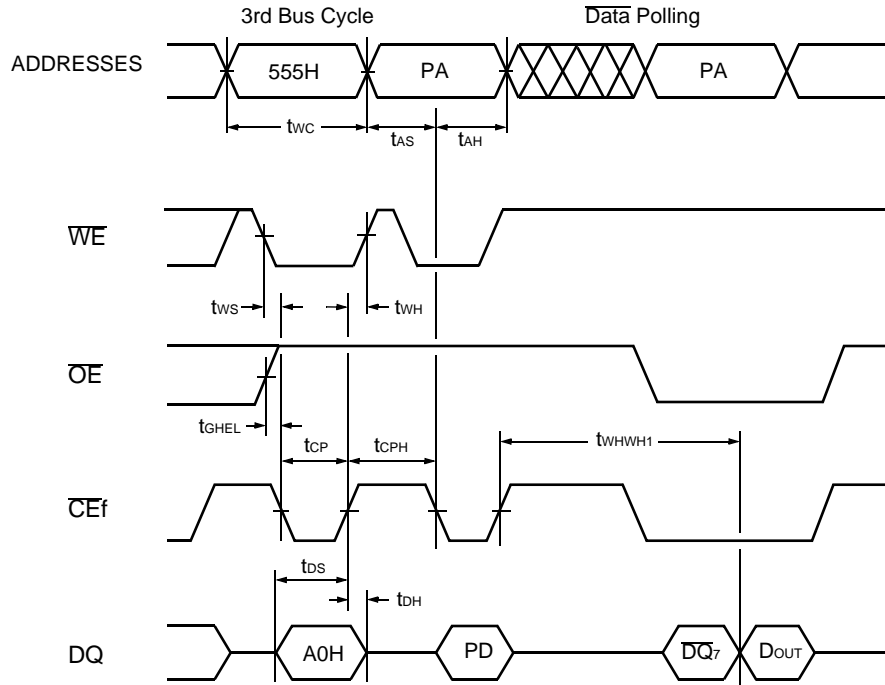 3rd Bus Cycle
Data Polling
ADDRESSES
555H
PA
PA
tWC
tAS
tAH
WE
tWS
tWH
OE
tGHEL
tCP
tCPH
tWHWH1
CEf
tDS
tDH
DQ
A0H
PD
DQ7
DOUT